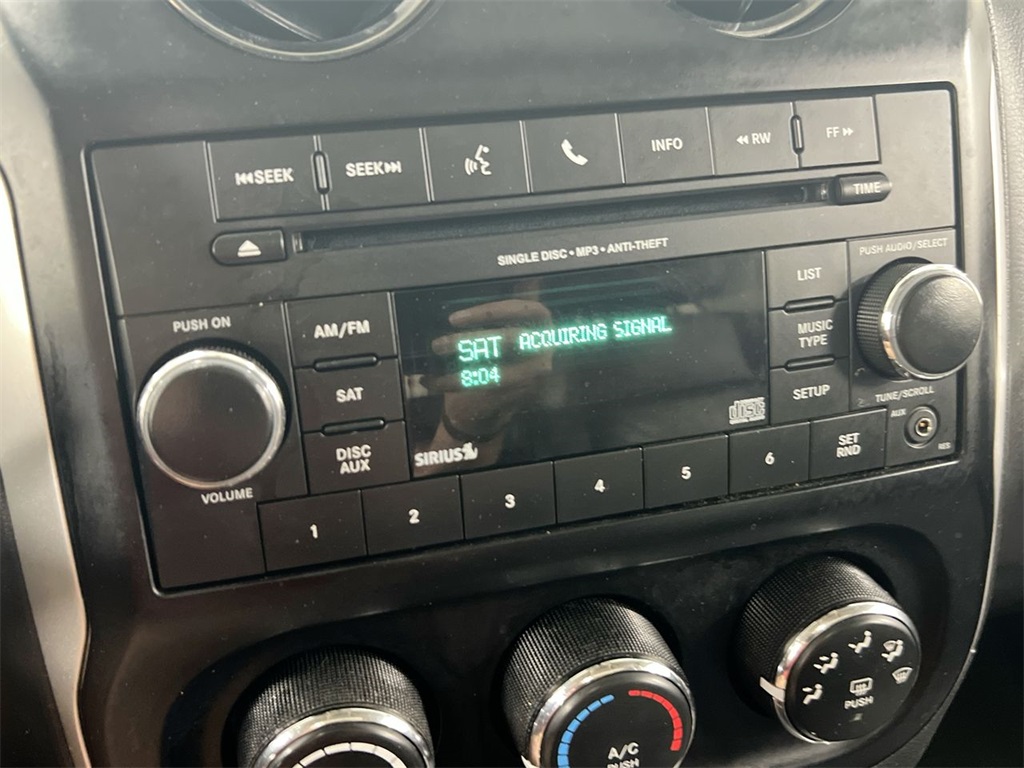 SEEK
SEEK
INFO
RW
FF
TIME
SINGLE DISC • MP3 • ANTI-THEFT
PUSH AUDIO/SELECT
PUSH ON
AM/FM
SAT
DISC
AUX
VOLUME
SAT ACQUIRING SIGNAL
8:04
SIRIUS
disc
LIST
MUSIC
TYPE
SETUP
TUNE/SCROLL
AUX
RES
1
2
3
4
5
6
SET
RND
A/C
PUSH
PUSH